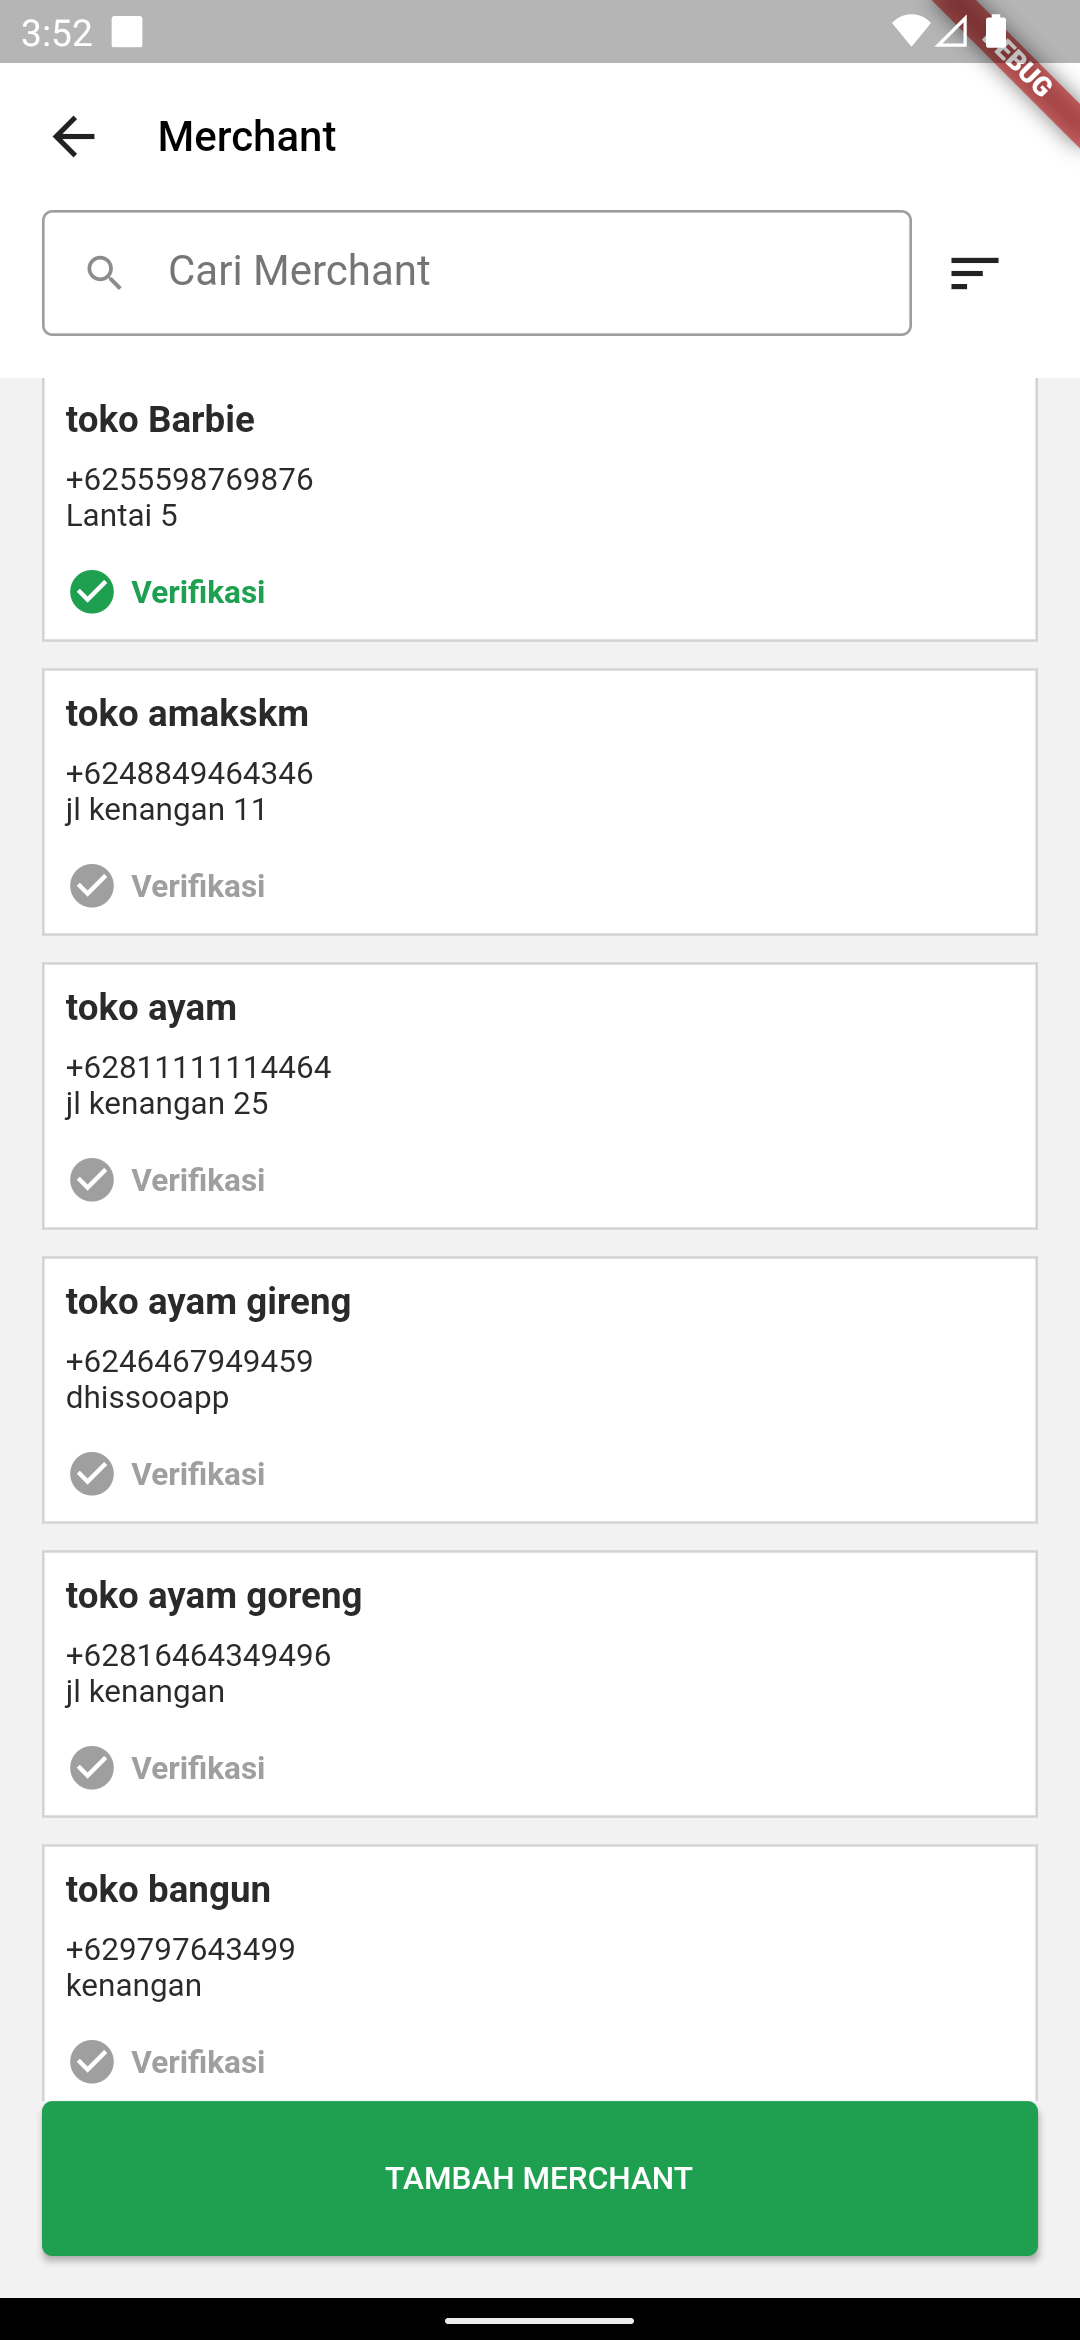 3:52
DEBUG
Merchant
Cari Merchant
toko Barbie
+6255598769876
Lantai 5
Verifikasi
toko amakskm
+6248849464346
jl kenangan 11
Verifikasi
toko ayam
+62811111114464
jl kenangan 25
Verifikasi
toko ayam gireng
+6246467949459
dhissooapp
Verifikasi
toko ayam goreng
+62816464349496
jl kenangan
Verifikasi
toko bangun
+629797643499
kenangan
Verifikasi
TAMBAH MERCHANT